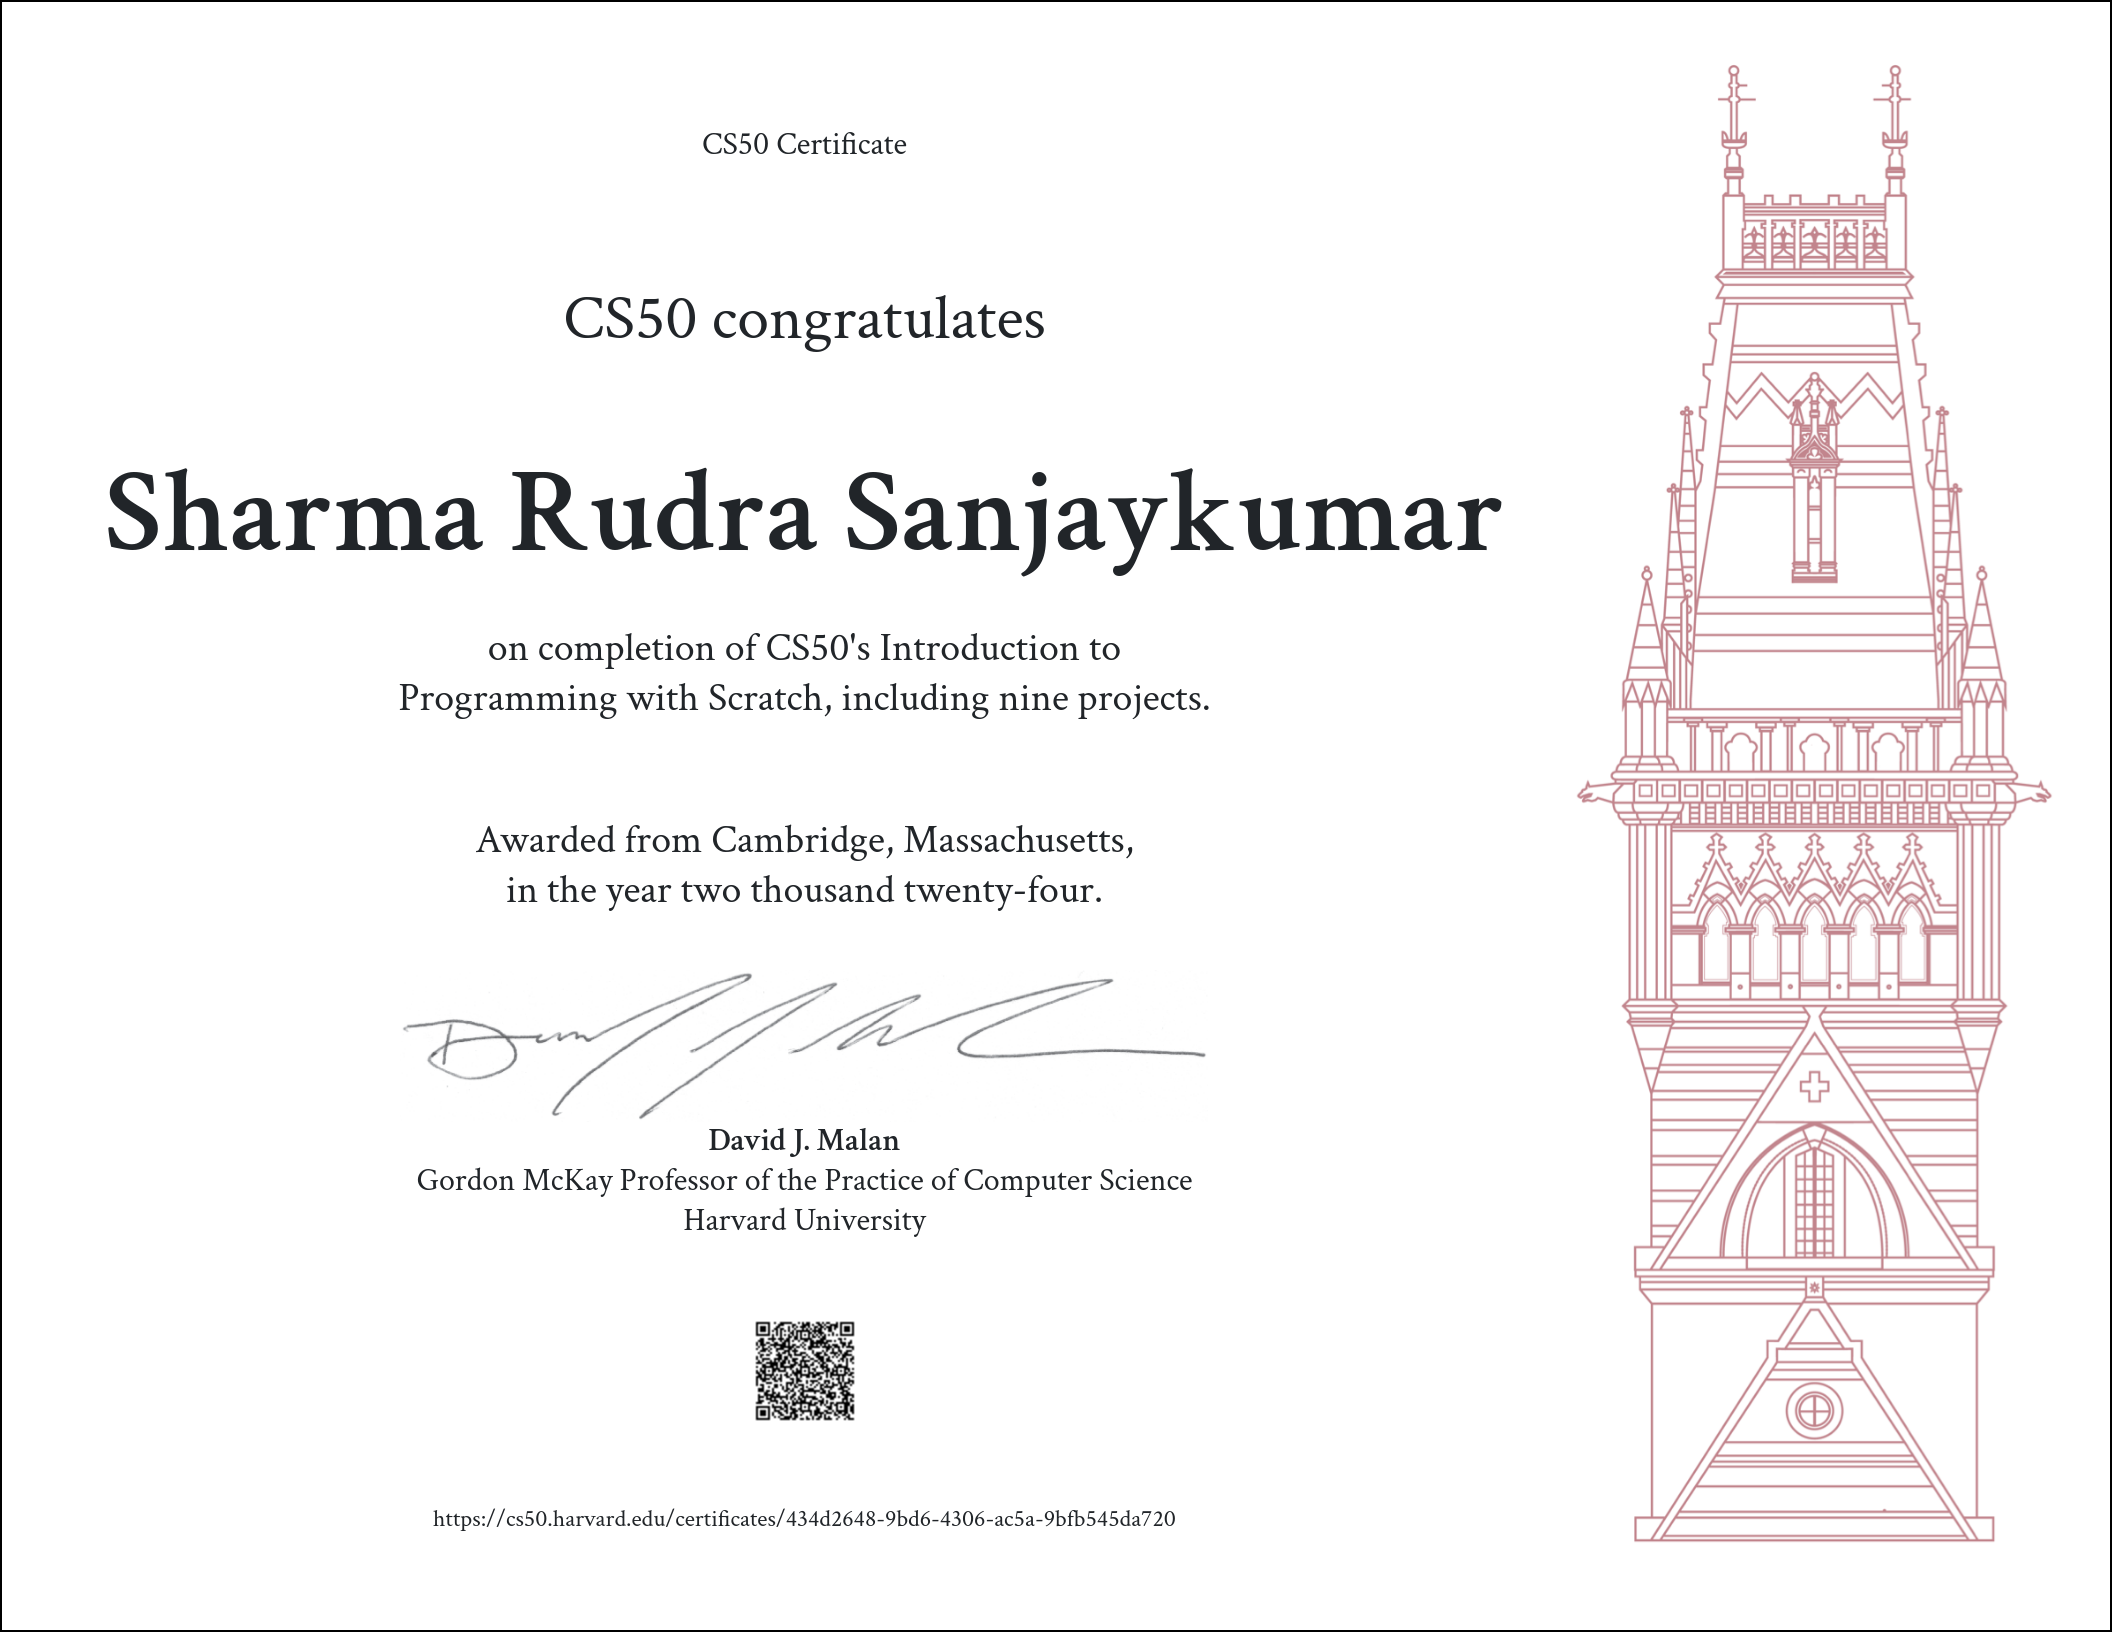 CS50 Certificate
CS50 congratulates
Sharma Rudra Sanjaykumar
on completion of CS50's Introduction to
Programming with Scratch, including nine projects.
Awarded from Cambridge, Massachusetts,
in the year two thousand twenty-four.
David J. Malan
Gordon McKay Professor of the Practice of Computer Science
Harvard University
https://cs50.harvard.edu/certificates/434d2648-9bd6-4306-ac5a-9bfb545da720